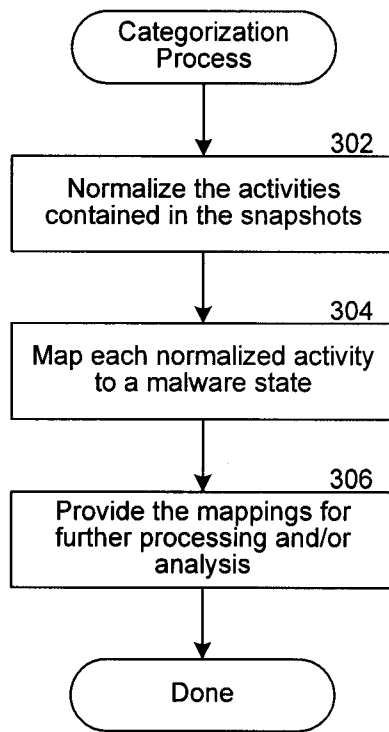 Categorization
Process
302
Normalize the activities
contained in the snapshots
304
Map each normalized activity
to a malware state
306
Provide the mappings for
further processing and/or
analysis
Done